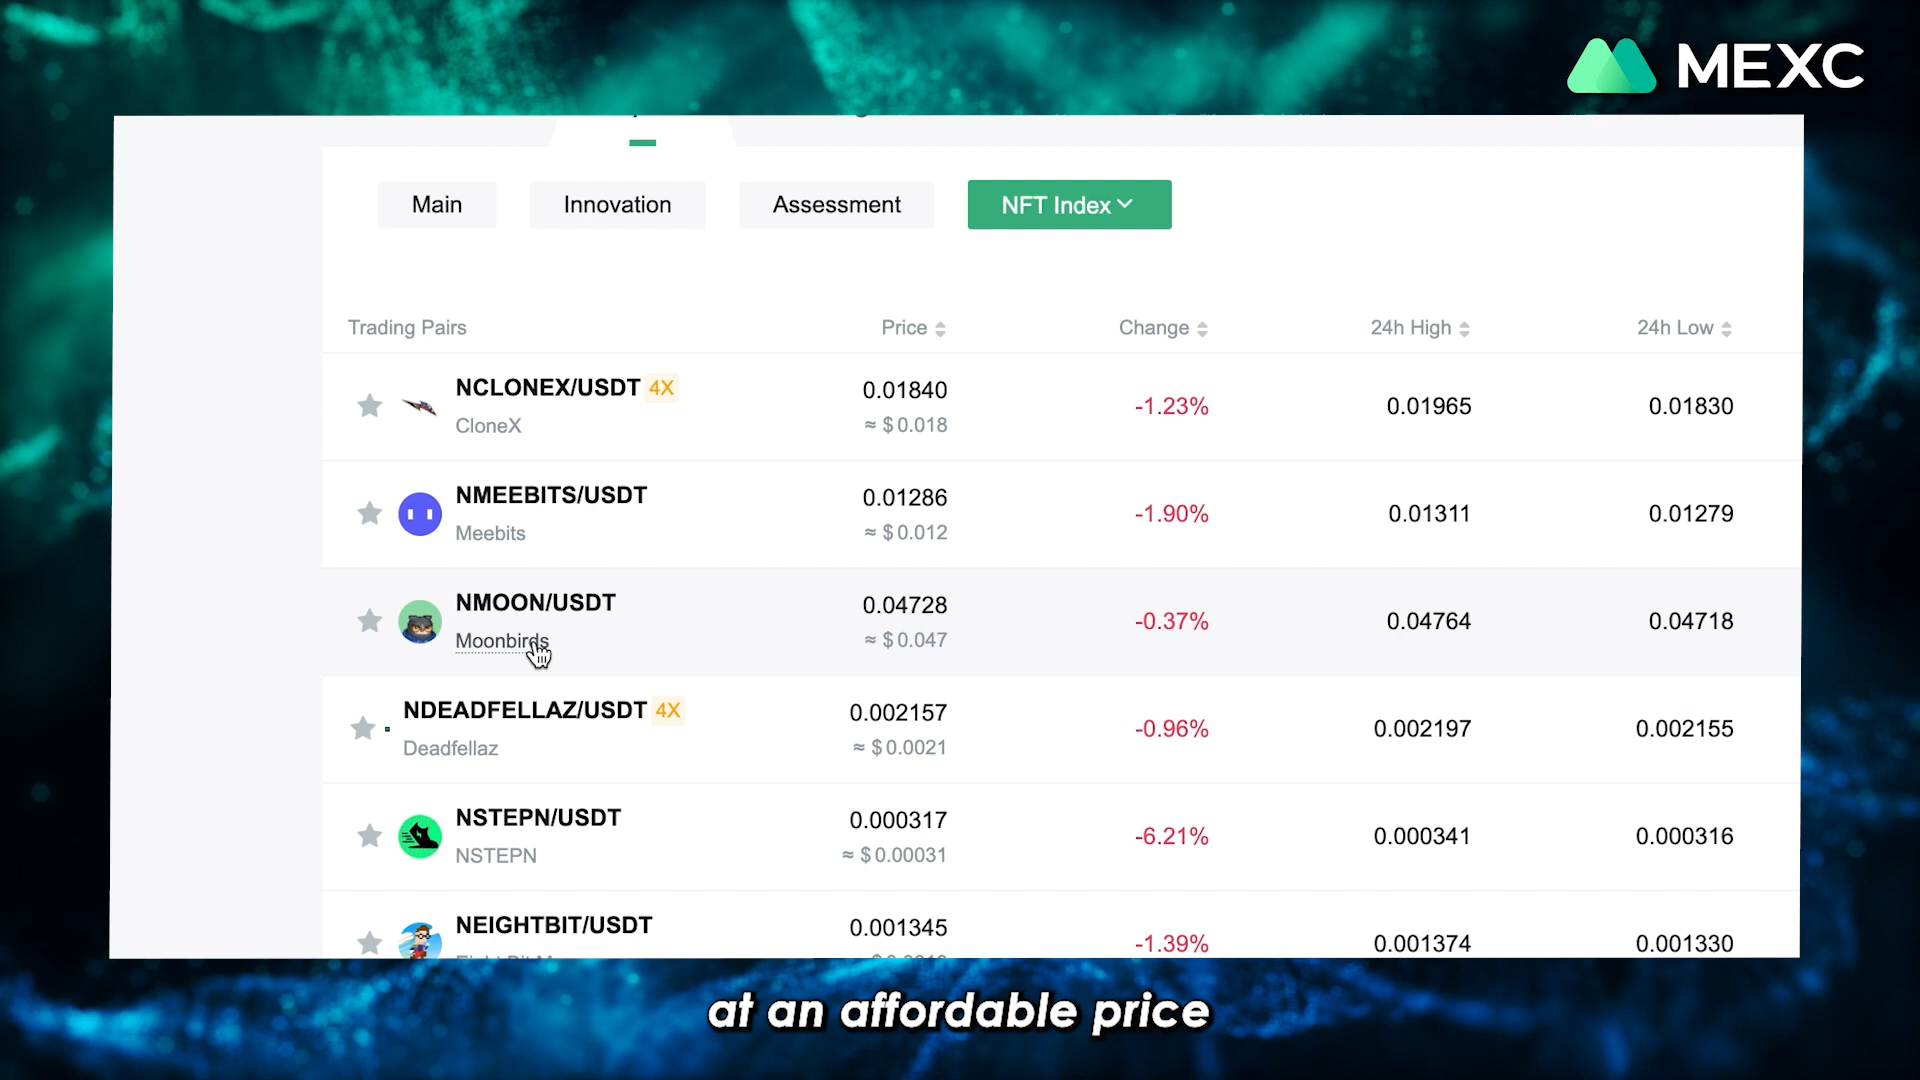 MEXC
Main Innovation Assessment NFT Index
Trading Pairs Price Change 24h High 24h Low
NCLONEX/USDT 4X 0.01840 -1.23% 0.01965 0.01830
CloneX ≈ $0.018
NMEEBITS/USDT 0.01286 -1.90% 0.01311 0.01279
Meebits ≈ $0.012
NMOON/USDT 0.04728 -0.37% 0.04764 0.04718
Moonbirds ≈ $0.047
NDEADFELLAZ/USDT 4X 0.002157 -0.96% 0.002197 0.002155
Deadfellaz ≈ $0.0021
NSTEPN/USDT 0.000317 -6.21% 0.000341 0.000316
NSTEPN ≈ $0.00031
NEIGHTBIT/USDT 0.001345 -1.39% 0.001374 0.001330
at an affordable price